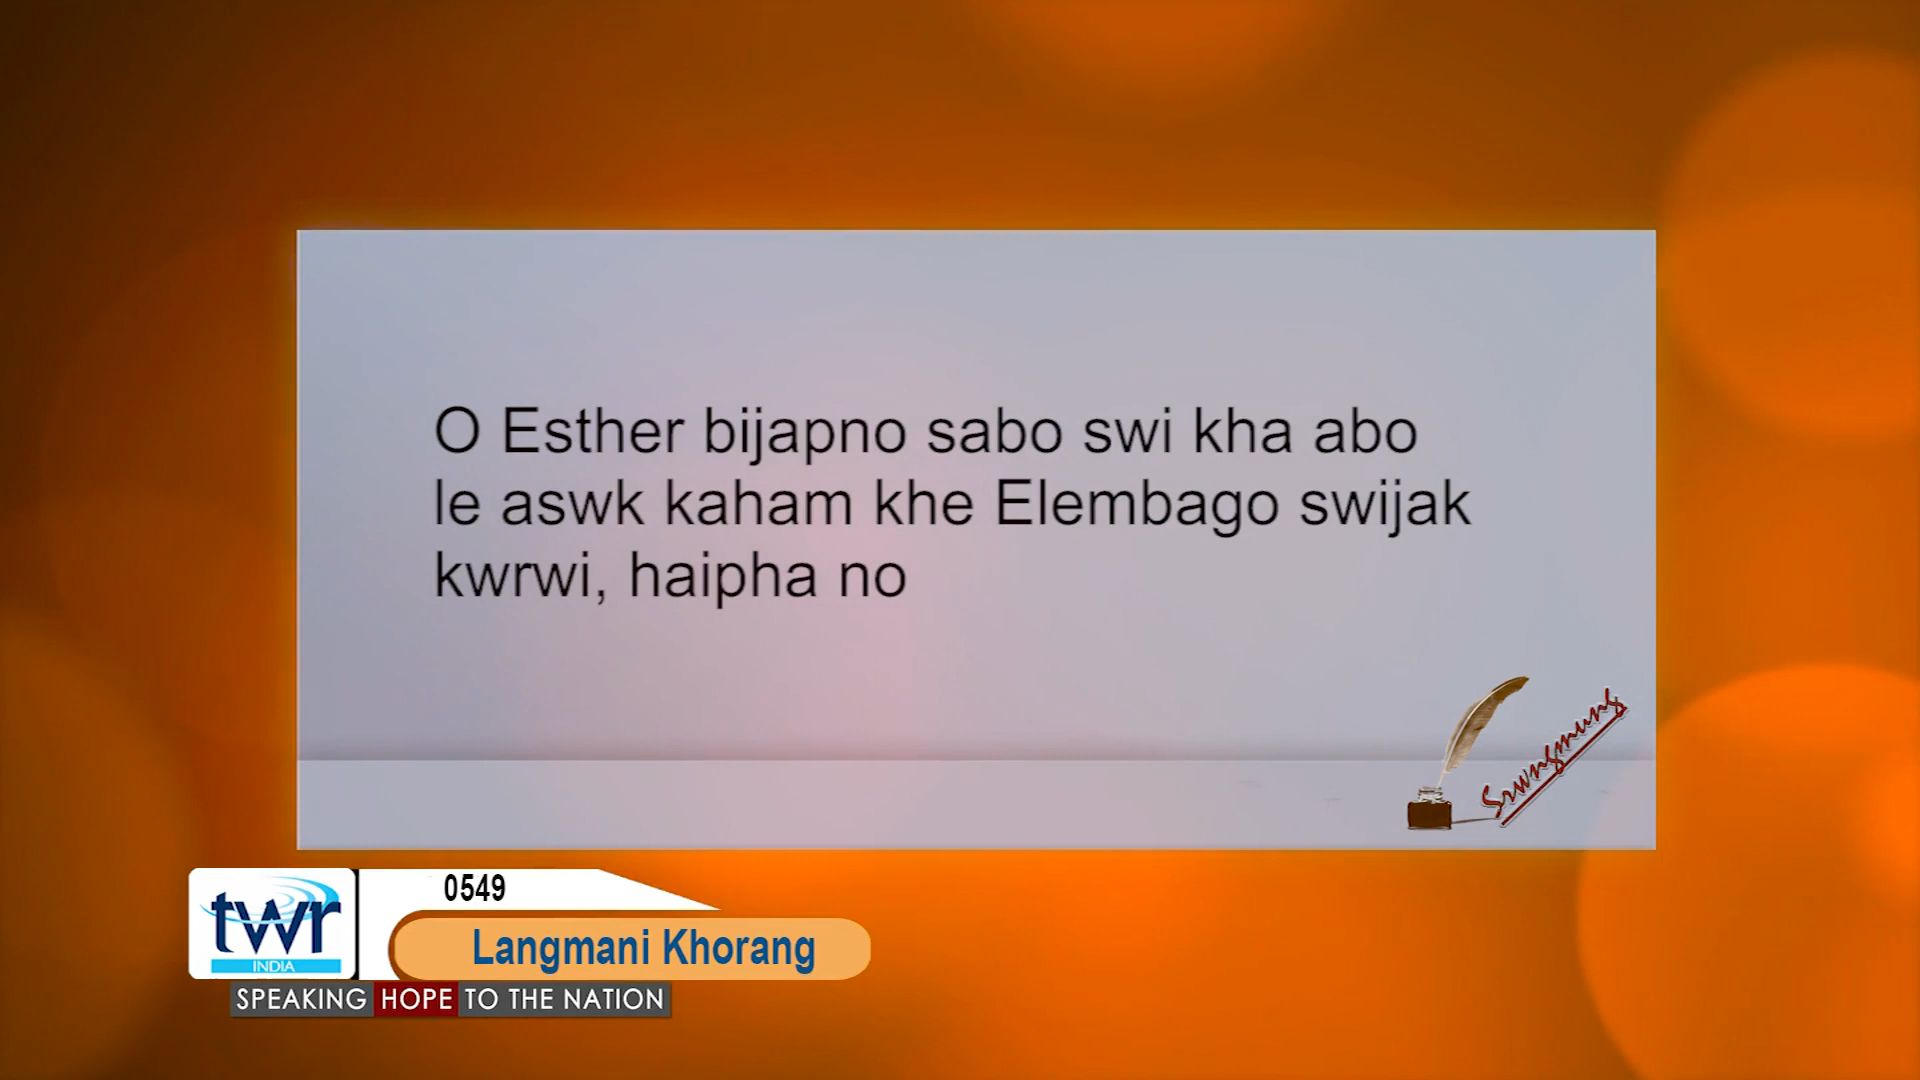 O Esther bijapno sabo swi kha abo
le aswk kaham khe Elembago swijak
kwrwi, haipha no
Srwngmung
0549
twr
INDIA
Langmani Khorang
SPEAKING HOPE TO THE NATION